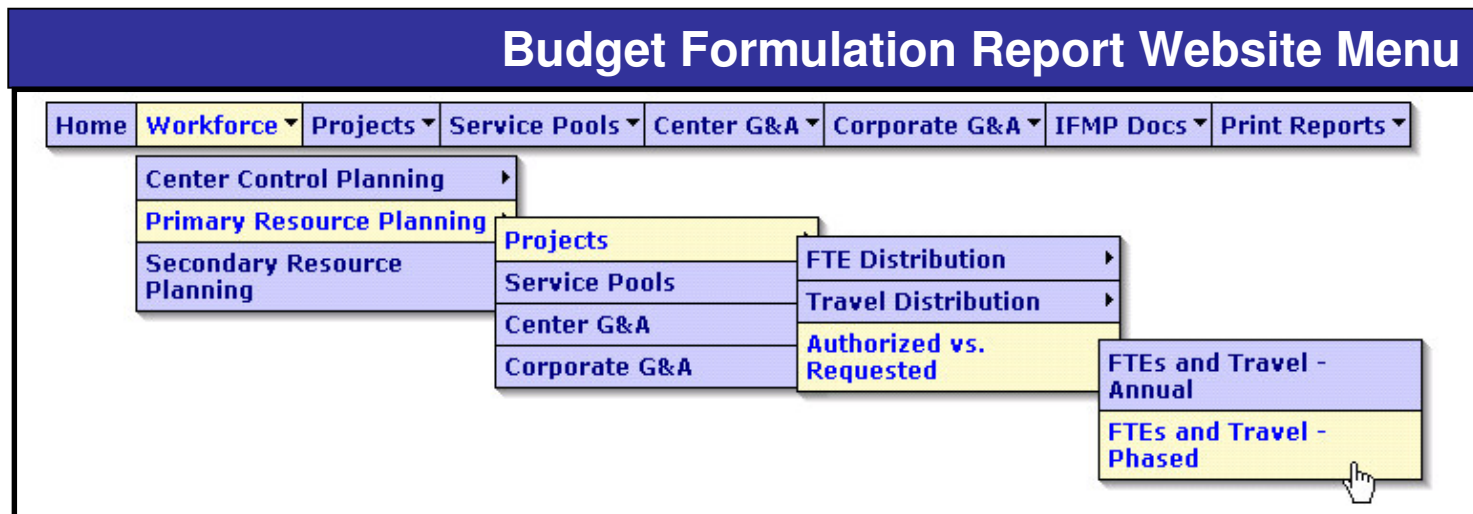 Budget Formulation Report Website Menu
Home Workforce Projects Service Pools Center G&A Corporate G&A IFMP Docs Print Reports
Center Control Planning
Primary Resource Planning
Secondary Resource
Planning
Projects
Service Pools
Center G&A
Corporate G&A
FTE Distribution
Travel Distribution
Authorized vs.
Requested
FTEs and Travel -
Annual
FTEs and Travel -
Phased